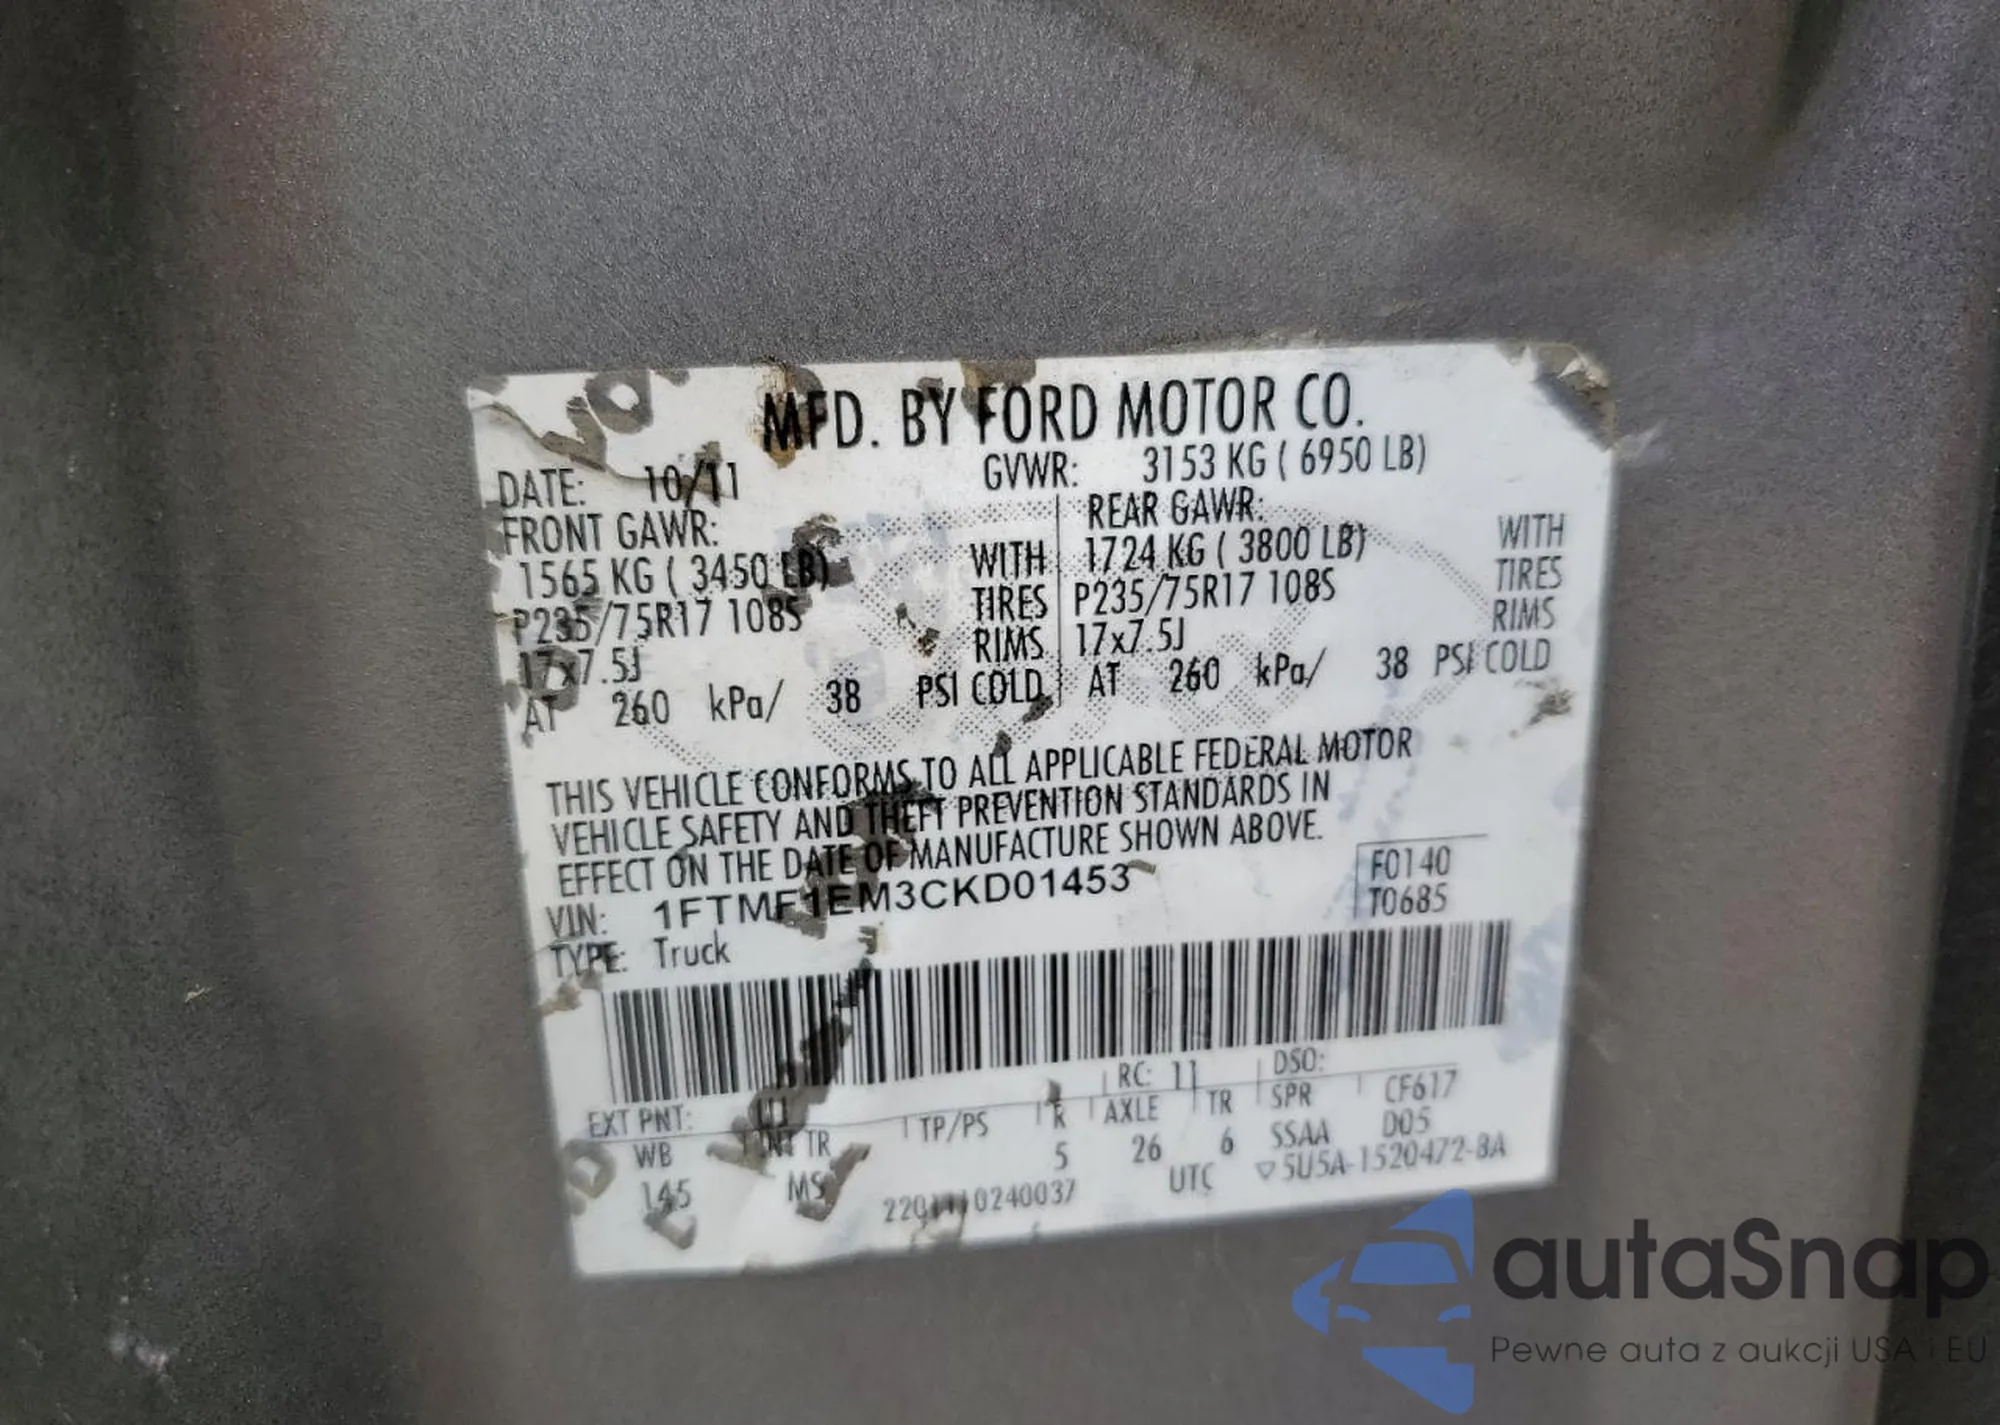 MFD. BY FORD MOTOR CO.
DATE: 10/11 GVWR: 3153 KG ( 6950 LB)
FRONT GAWR: REAR GAWR:
1565 KG ( 3450 LB) WITH 1724 KG ( 3800 LB) WITH
P235/75R17 108S TIRES P235/75R17 108S TIRES
17x7.5J RIMS 17x7.5J RIMS
AT 260 kPa/ 38 PSI COLD AT 260 kPa/ 38 PSI COLD
THIS VEHICLE CONFORMS TO ALL APPLICABLE FEDERAL MOTOR
VEHICLE SAFETY AND THEFT PREVENTION STANDARDS IN
EFFECT ON THE DATE OF MANUFACTURE SHOWN ABOVE.
VIN: 1FTMF1EM3CKD01453 F0140
TYPE: Truck T0685
EXT PNT: RC: 11 DSO:
WB INT TR TP/PS R AXLE TR SPR CF617
145 MS 5 26 6 SSAA D05
2201110240037 UTC ▽5U5A-1520472-BA
autaSnap
Pewne auta z aukcji USA i EU